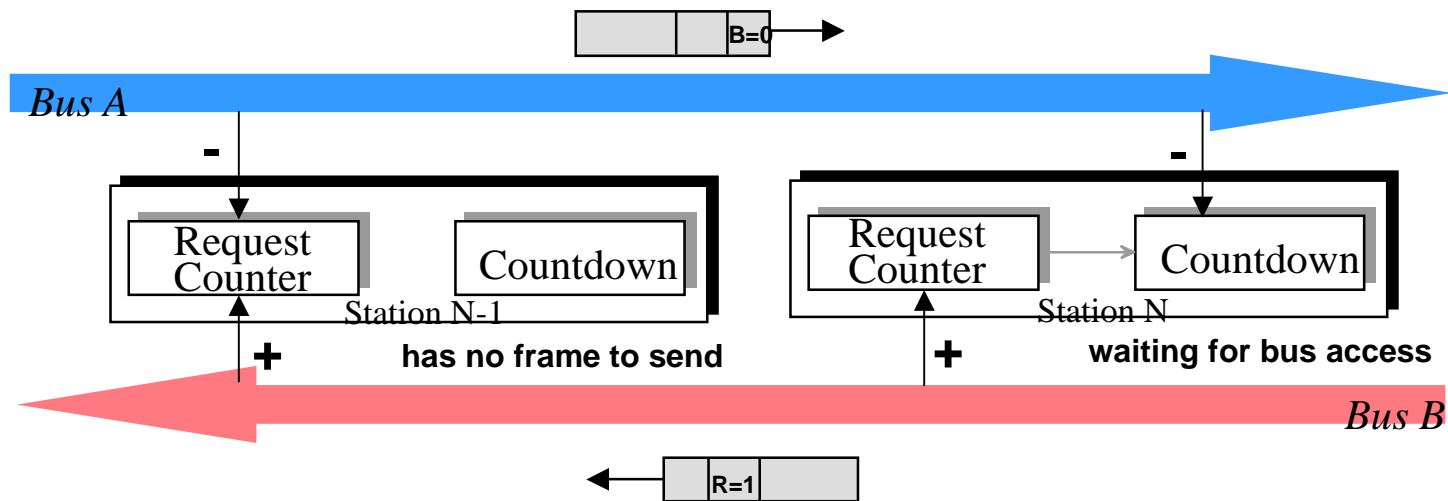 B=0
Bus A
-
-
Request
Counter
Countdown
Station N-1
Request
Counter
Countdown
Station N
+
has no frame to send
+
waiting for bus access
Bus B
R=1